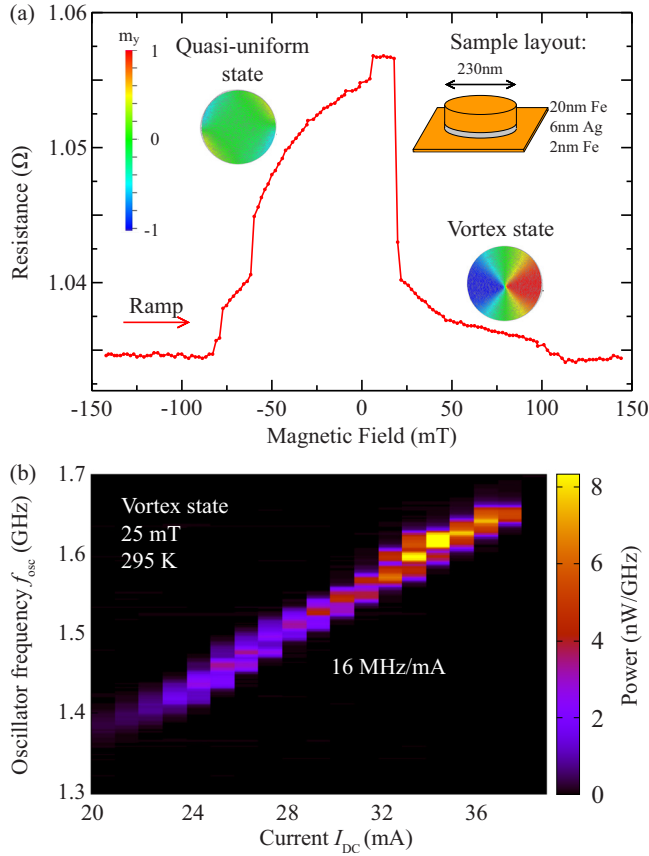 (a)
m_y
1
0
-1
Quasi-uniform
state
Sample layout:
230nm
20nm Fe
6nm Ag
2nm Fe
Vortex state
Ramp
1.06
1.05
1.04
Resistance (Ω)
-150 -100 -50 0 50 100 150
Magnetic Field (mT)
(b)
Vortex state
25 mT
295 K
16 MHz/mA
1.7
1.6
1.5
1.4
1.3
Oscillator frequency f_osc (GHz)
20 24 28 32 36
Current I_DC (mA)
8
6
4
2
0
Power (nW/GHz)